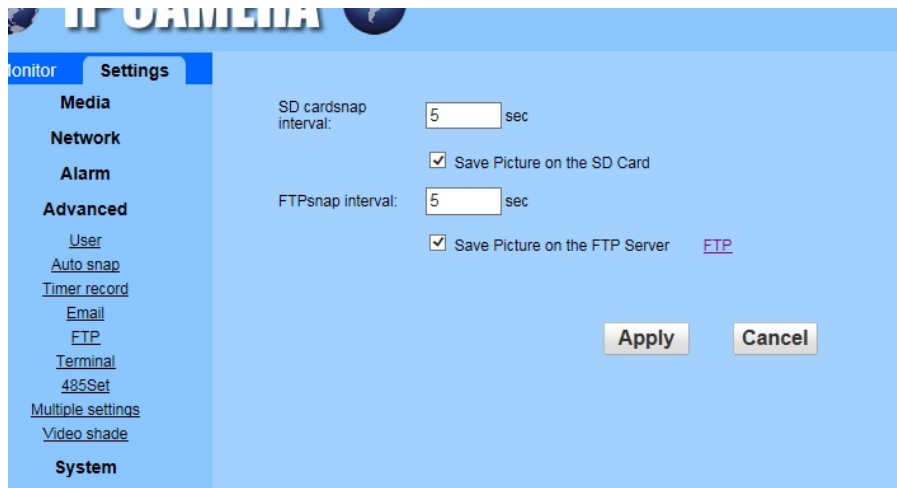 IP CAMERA
Monitor Settings
Media
Network
Alarm
Advanced
User
Auto snap
Timer record
Email
FTP
Terminal
485Set
Multiple settings
Video shade
System
SD cardsnap
interval:
5 sec
Save Picture on the SD Card
FTPsnap interval:
5 sec
Save Picture on the FTP Server FTP
Apply Cancel